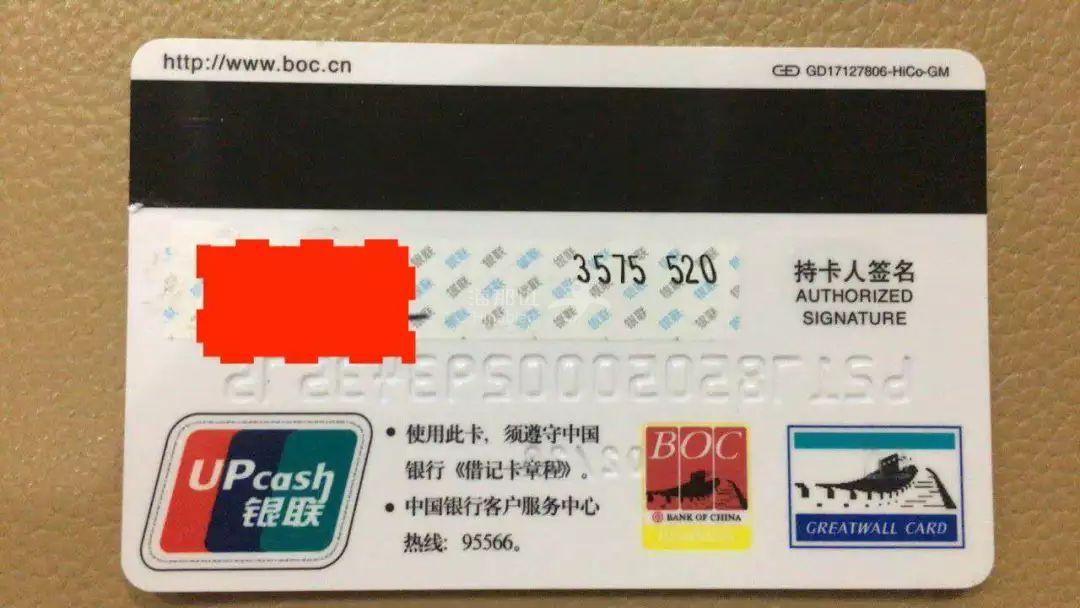 http://www.boc.cn
GD17127806-HiCo-GM
3575 520
持卡人签名
AUTHORIZED
SIGNATURE
UPcash
银联
• 使用此卡，须遵守中国
银行《借记卡章程》。
• 中国银行客户服务中心
热线：95566。
BOC
BANK OF CHINA
GREATWALL CARD